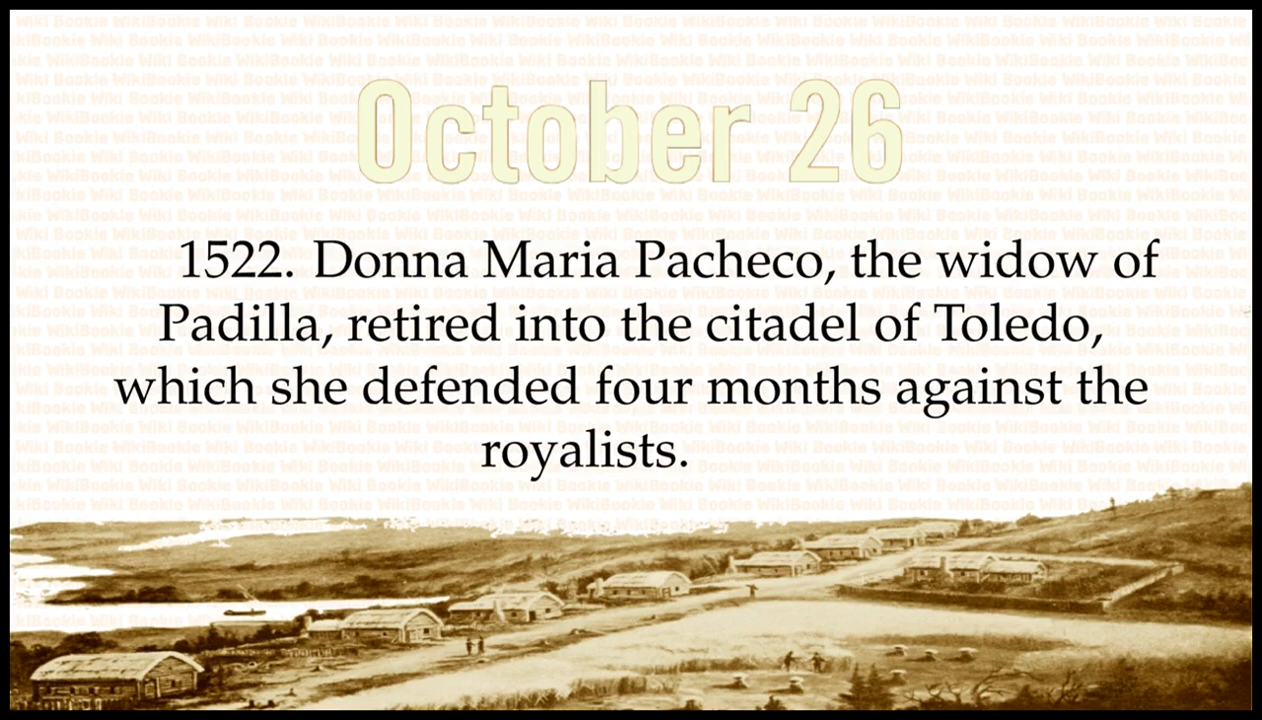 October 26
1522. Donna Maria Pacheco, the widow of
Padilla, retired into the citadel of Toledo,
which she defended four months against the
royalists.